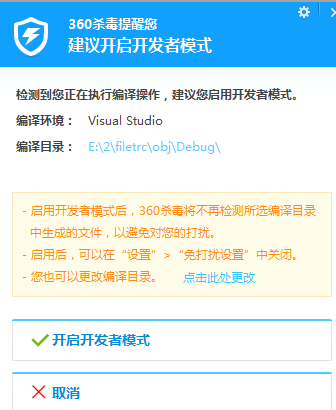 360杀毒提醒您
建议开启开发者模式
检测到您正在执行编译操作，建议您启用开发者模式。
编译环境： Visual Studio
编译目录： E:\2\filetrc\obj\Debug\
- 启用开发者模式后，360杀毒将不再检测所选编译目录
中生成的文件，以避免对您的打扰。
- 启用后，可以在“设置”>“免打扰设置”中关闭。
- 您也可以更改编译目录。 点击此处更改
开启开发者模式
取消